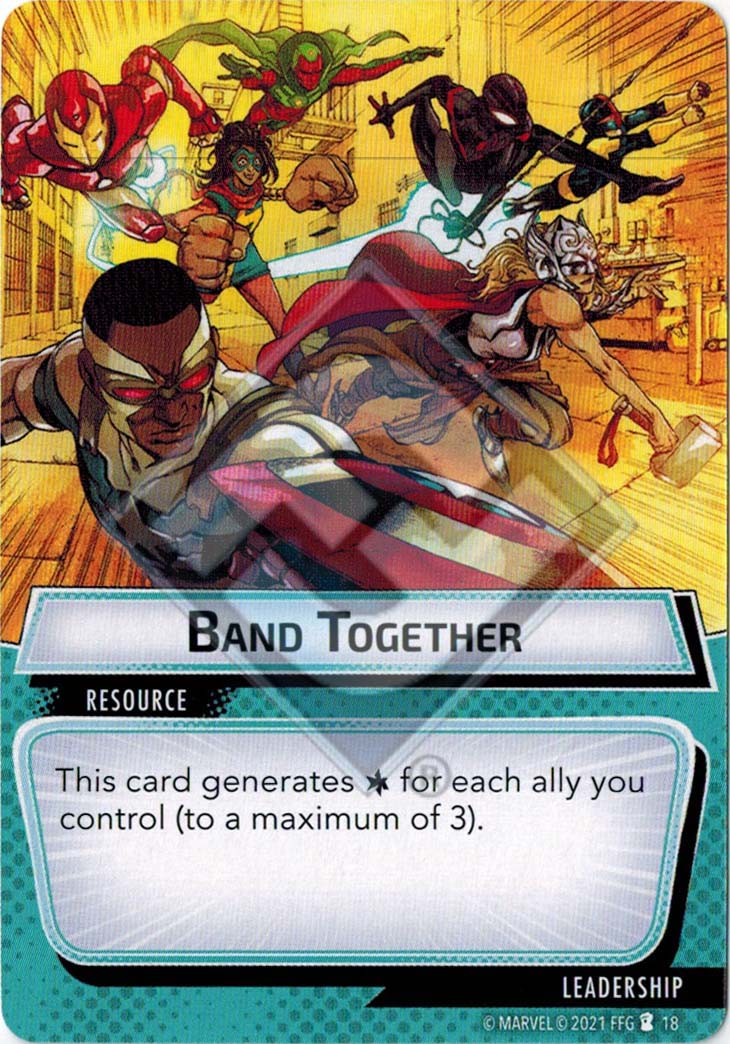 BAND TOGETHER
RESOURCE
This card generates ★ for each ally you
control (to a maximum of 3).
LEADERSHIP
© MARVEL © 2021 FFG 18
®